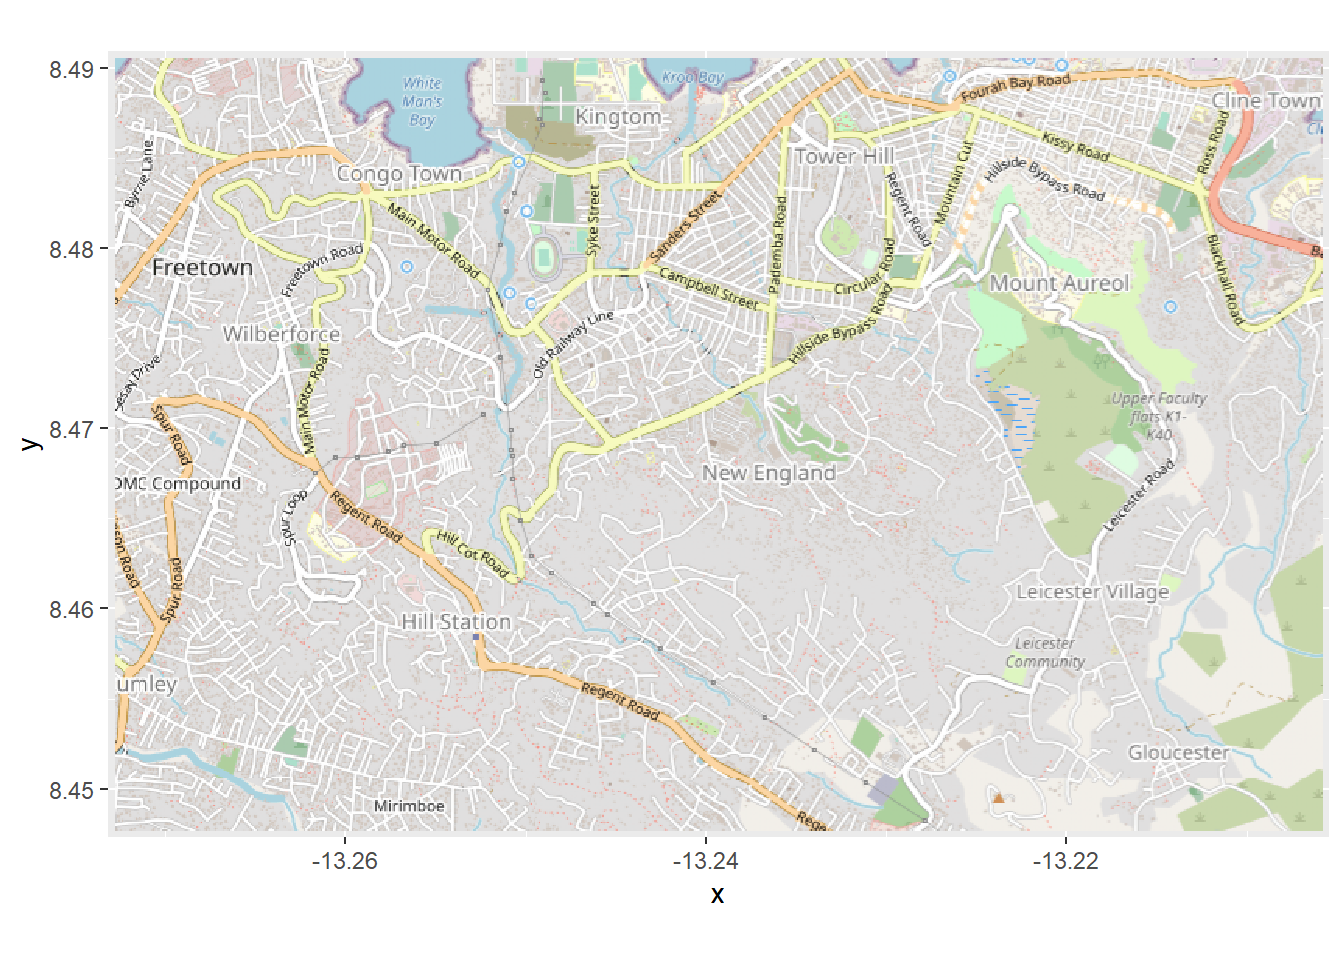 8.49
8.48
8.47
8.46
8.45
y
-13.26
-13.24
-13.22
x
White
Man's
Bay
Kroo Bay
Fourah Bay Road
Cline Town
Kingtom
Kissy Road
Ross Road
Byrne Lane
Congo Town
Tower Hill
Hillside Bypass Road
Mountain Cut
Regent Road
Main Motor Road
Syke Street
Sanders Street
Pademba Road
Freetown
Freetown Road
Campbell Street
Circular Road
Mount Aureol
Blackhall Road
Wilberforce
Old Railway Line
Hillside Bypass Road
Main Motor Road
Upper Faculty
flats K1-
K40
Spur Road
New England
OMC Compound
Spur Loop
Regent Road
Leicester Road
Hill Cot Road
Spur Road
Leicester Village
Hill Station
Leicester
Community
umley
Regent Road
Gloucester
Mirimboe
Rege